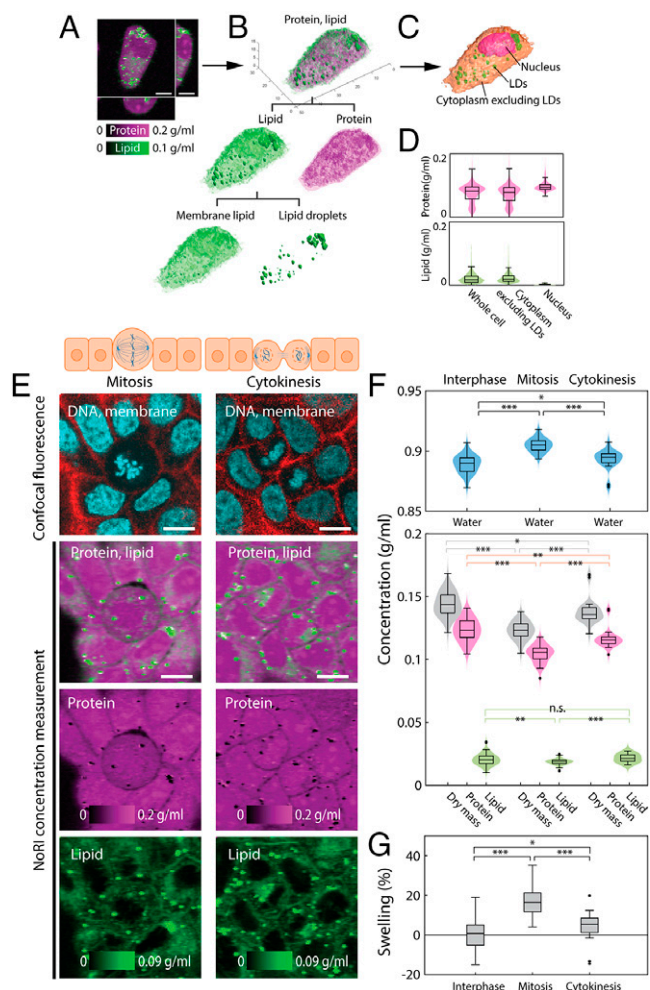 A
B
C
Protein, lipid
Nucleus
LDs
Cytoplasm excluding LDs
0 Protein 0.2 g/ml
0 Lipid 0.1 g/ml
Lipid
Protein
Membrane lipid
Lipid droplets
D
Protein(g/ml)
0.2
0
Lipid (g/ml)
0.2
0
Whole cell
Cytoplasm
excluding LDs
Nucleus
E
Mitosis
Cytokinesis
Confocal fluorescence
DNA, membrane
DNA, membrane
NoRI concentration measurement
Protein, lipid
Protein, lipid
Protein
Protein
0 0.2 g/ml
0 0.2 g/ml
Lipid
Lipid
0 0.09 g/ml
0 0.09 g/ml
F
Interphase Mitosis Cytokinesis
*
*** ***
0.95
0.9
0.85
Water Water Water
Concentration (g/ml)
0.2
0.15
0.1
0.05
0
*
*** ***
**
*** ***
n.s.
** ***
Dry mass
Protein
Lipid
Dry mass
Protein
Lipid
Dry mass
Protein
Lipid
G
Swelling (%)
40
20
0
-20
*
*** ***
Interphase Mitosis Cytokinesis